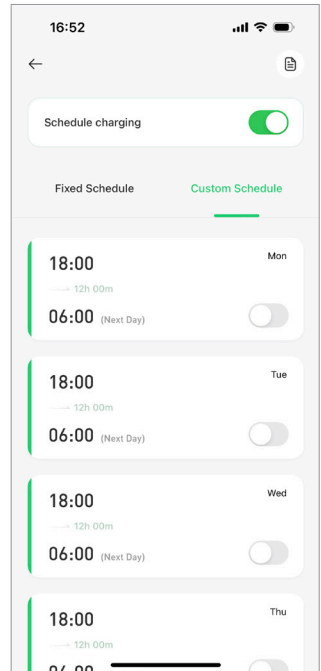 16:52
Schedule charging
Fixed Schedule
Custom Schedule
18:00
Mon
12h 00m
06:00 (Next Day)
18:00
Tue
12h 00m
06:00 (Next Day)
18:00
Wed
12h 00m
06:00 (Next Day)
18:00
Thu
12h 00m